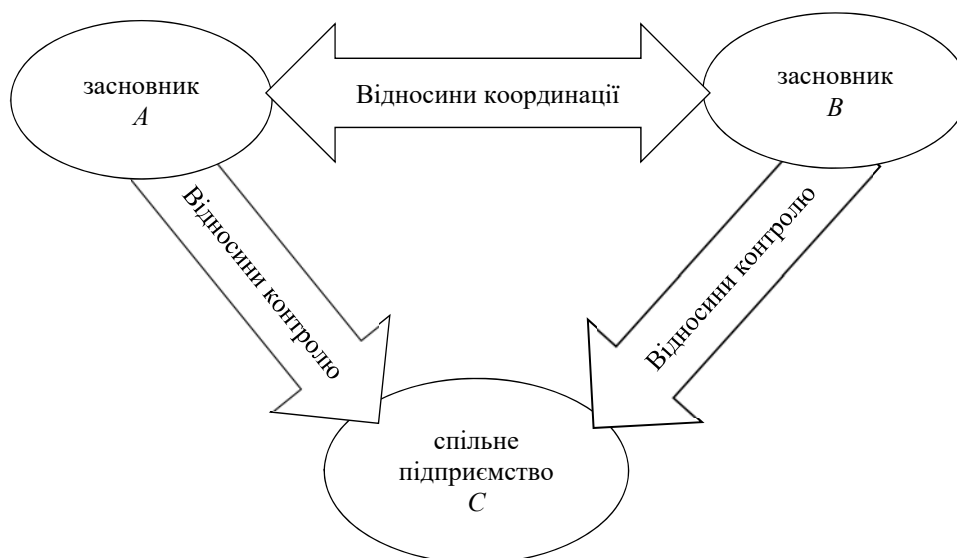 засновник
A
Відносини координації
засновник
B
Відносини контролю
Відносини контролю
спільне
підприємство
C